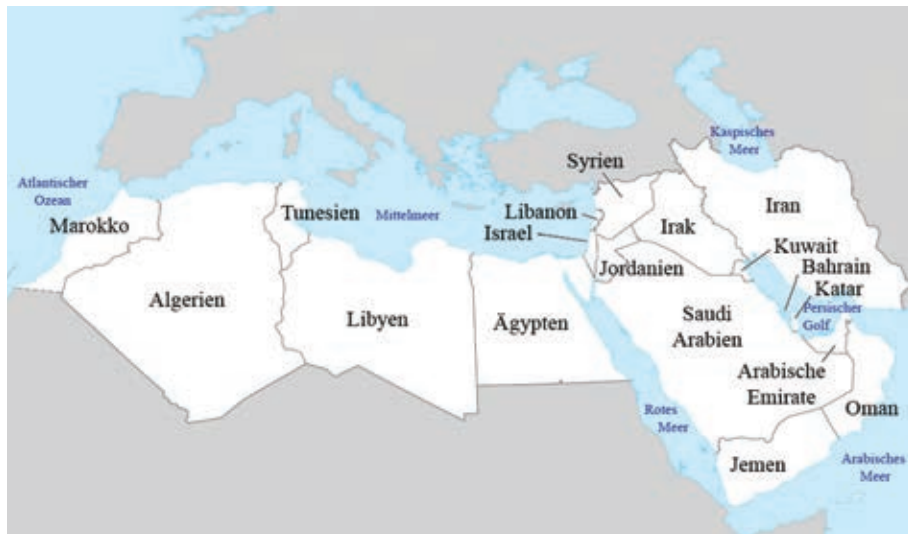 Kaspisches
Meer
Syrien
Atlantischer
Ozean
Marokko
Tunesien
Mittelmeer
Libanon
Israel
Irak
Iran
Kuwait
Bahrain
Katar
Jordanien
Algerien
Libyen
Ägypten
Saudi
Arabien
Persischer
Golf
Arabische
Emirate
Rotes
Meer
Oman
Jemen
Arabisches
Meer